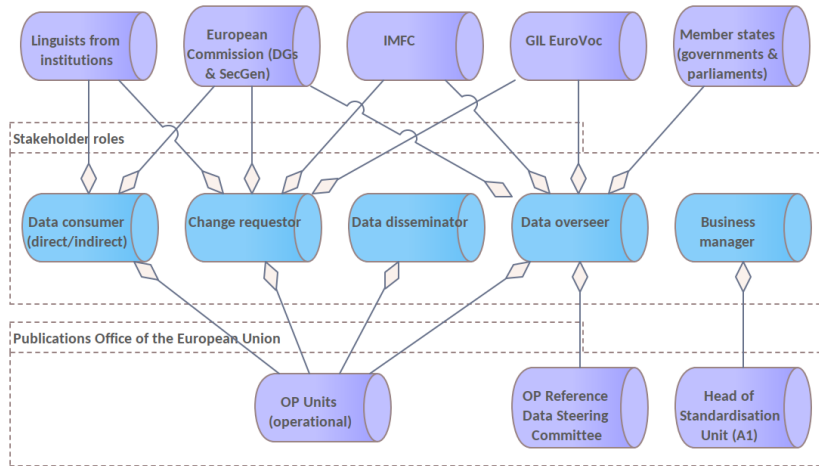 Linguists from
institutions
European
Commission (DGs
& SecGen)
IMFC
GIL EuroVoc
Member states
(governments &
parliaments)
Stakeholder roles
Data consumer
(direct/indirect)
Change requestor
Data disseminator
Data overseer
Business
manager
Publications Office of the European Union
OP Units
(operational)
OP Reference
Data Steering
Committee
Head of
Standardisation
Unit (A1)